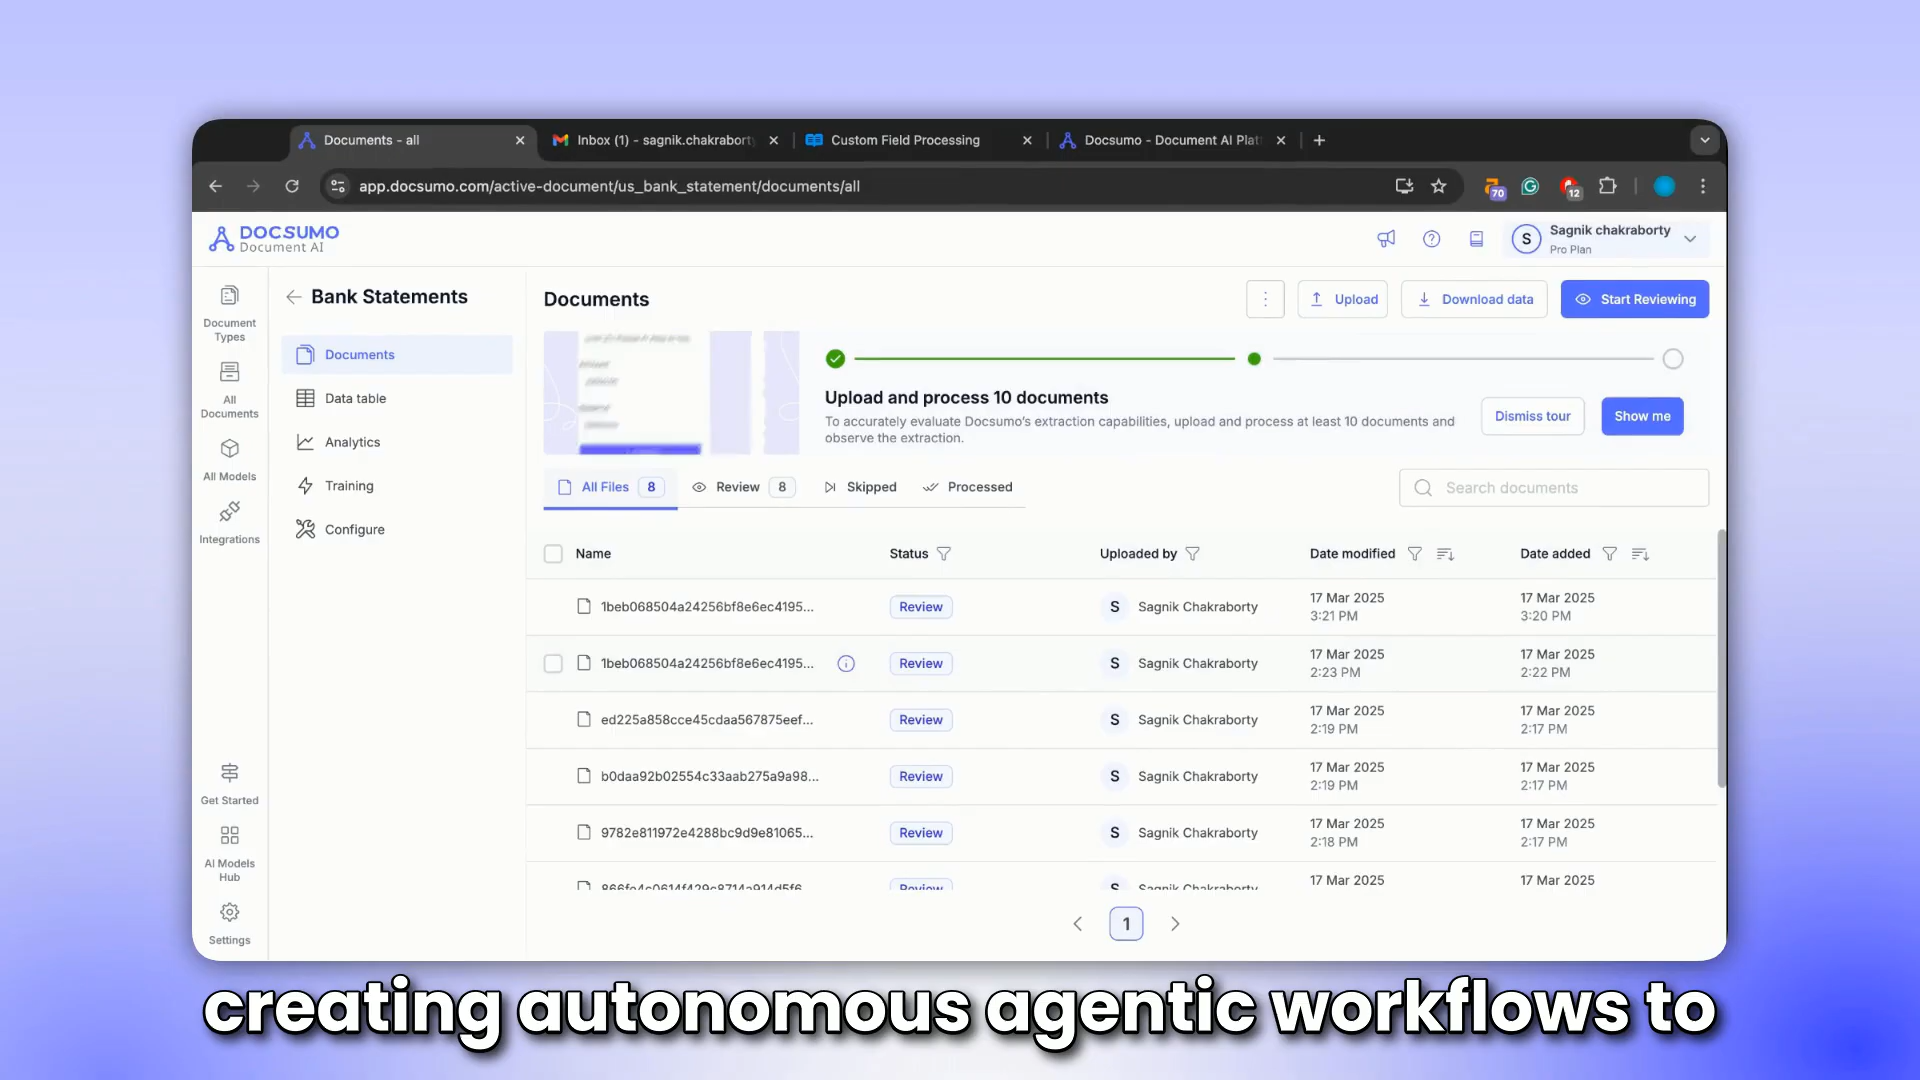 Documents - all
Inbox (1) - sagnik.chakraborty
Custom Field Processing
Docsumo - Document AI Plat
app.docsumo.com/active-document/us_bank_statement/documents/all
70
12
DOCSUMO
Document AI
S
Sagnik chakraborty
Pro Plan
Document
Types
All
Documents
All Models
Integrations
Get Started
AI Models
Hub
Settings
Bank Statements
Documents
Data table
Analytics
Training
Configure
Documents
Upload
Download data
Start Reviewing
Upload and process 10 documents
To accurately evaluate Docsumo's extraction capabilities, upload and process at least 10 documents and
observe the extraction.
Dismiss tour
Show me
All Files 8
Review 8
Skipped
Processed
Search documents
Name Status Uploaded by Date modified Date added
1beb068504a24256bf8e6ec4195... Review S Sagnik Chakraborty 17 Mar 2025 17 Mar 2025
3:21 PM 3:20 PM
1beb068504a24256bf8e6ec4195... Review S Sagnik Chakraborty 17 Mar 2025 17 Mar 2025
2:23 PM 2:22 PM
ed225a858cce45cdaa567875eef... Review S Sagnik Chakraborty 17 Mar 2025 17 Mar 2025
2:19 PM 2:17 PM
b0daa92b02554c33aab275a9a98... Review S Sagnik Chakraborty 17 Mar 2025 17 Mar 2025
2:19 PM 2:17 PM
9782e811972e4288bc9d9e81065... Review S Sagnik Chakraborty 17 Mar 2025 17 Mar 2025
2:18 PM 2:17 PM
Review S Sagnik Chakraborty 17 Mar 2025 17 Mar 2025
1
creating autonomous agentic workflows to